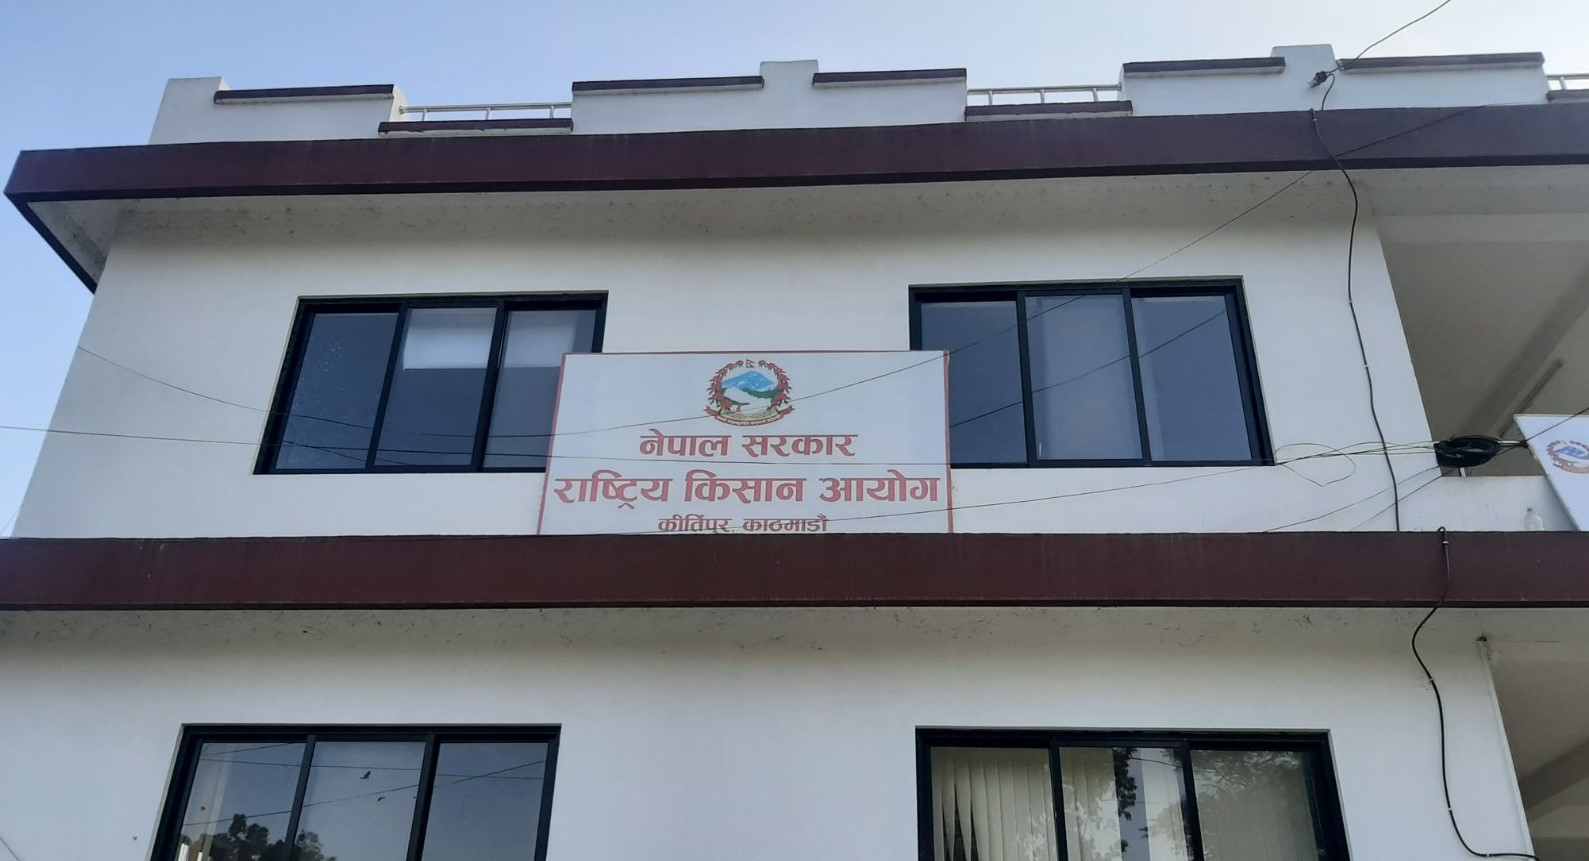 नेपाल सरकार
राष्ट्रिय किसान आयोग
कीर्तिपुर, काठमाडौं